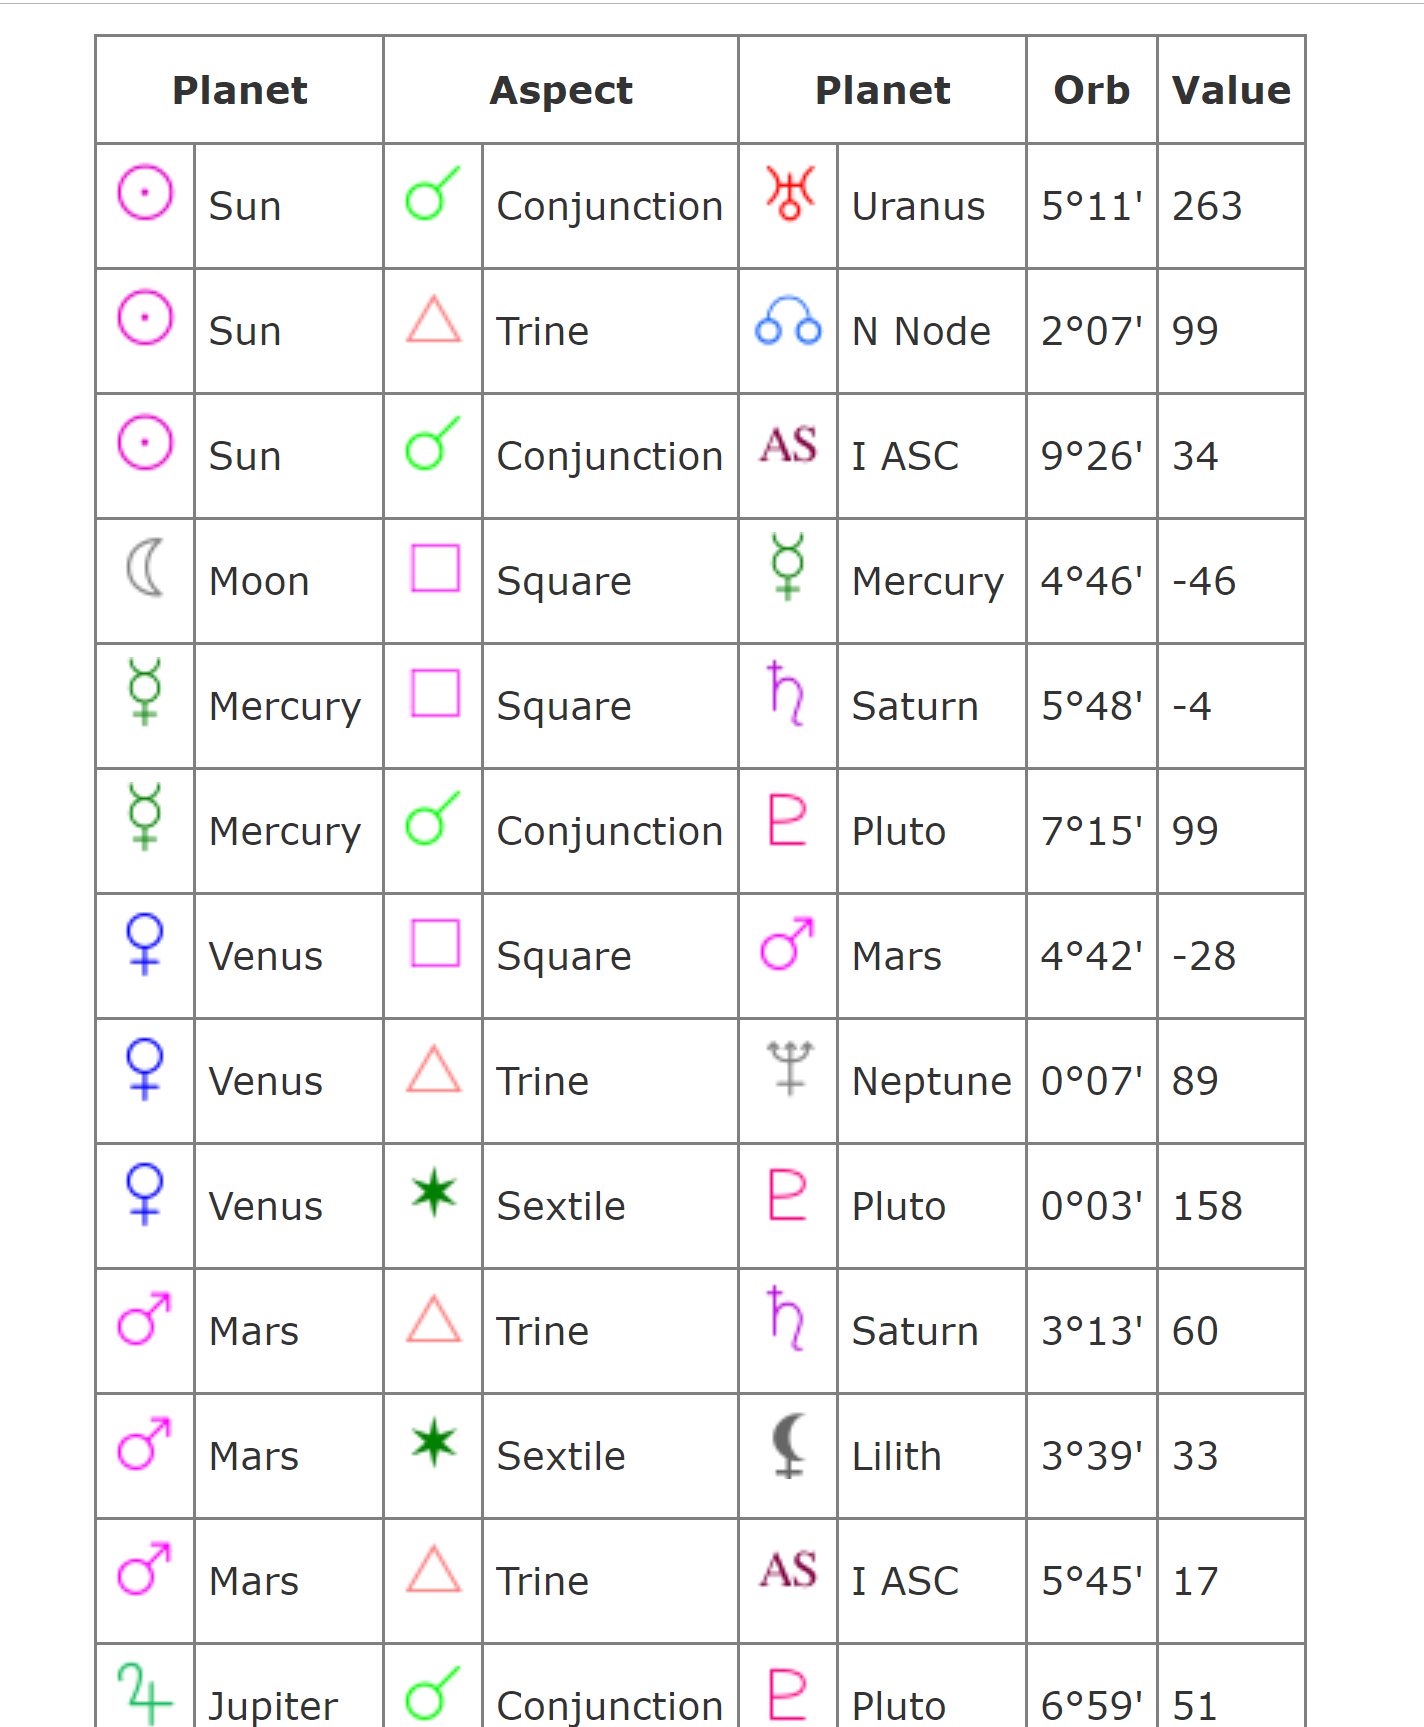 Planet Aspect Planet Orb Value
Sun Conjunction Uranus 5°11' 263
Sun Trine N Node 2°07' 99
Sun Conjunction AS I ASC 9°26' 34
Moon Square Mercury 4°46' -46
Mercury Square Saturn 5°48' -4
Mercury Conjunction Pluto 7°15' 99
Venus Square Mars 4°42' -28
Venus Trine Neptune 0°07' 89
Venus Sextile Pluto 0°03' 158
Mars Trine Saturn 3°13' 60
Mars Sextile Lilith 3°39' 33
Mars Trine AS I ASC 5°45' 17
Jupiter Conjunction Pluto 6°59' 51